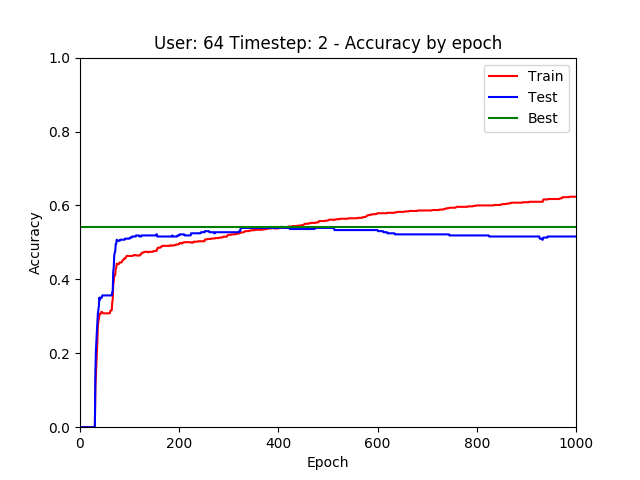 User: 64 Timestep: 2 - Accuracy by epoch
Train
Test
Best
1.0
0.8
0.6
0.4
0.2
0.0
Accuracy
0 200 400 600 800 1000
Epoch